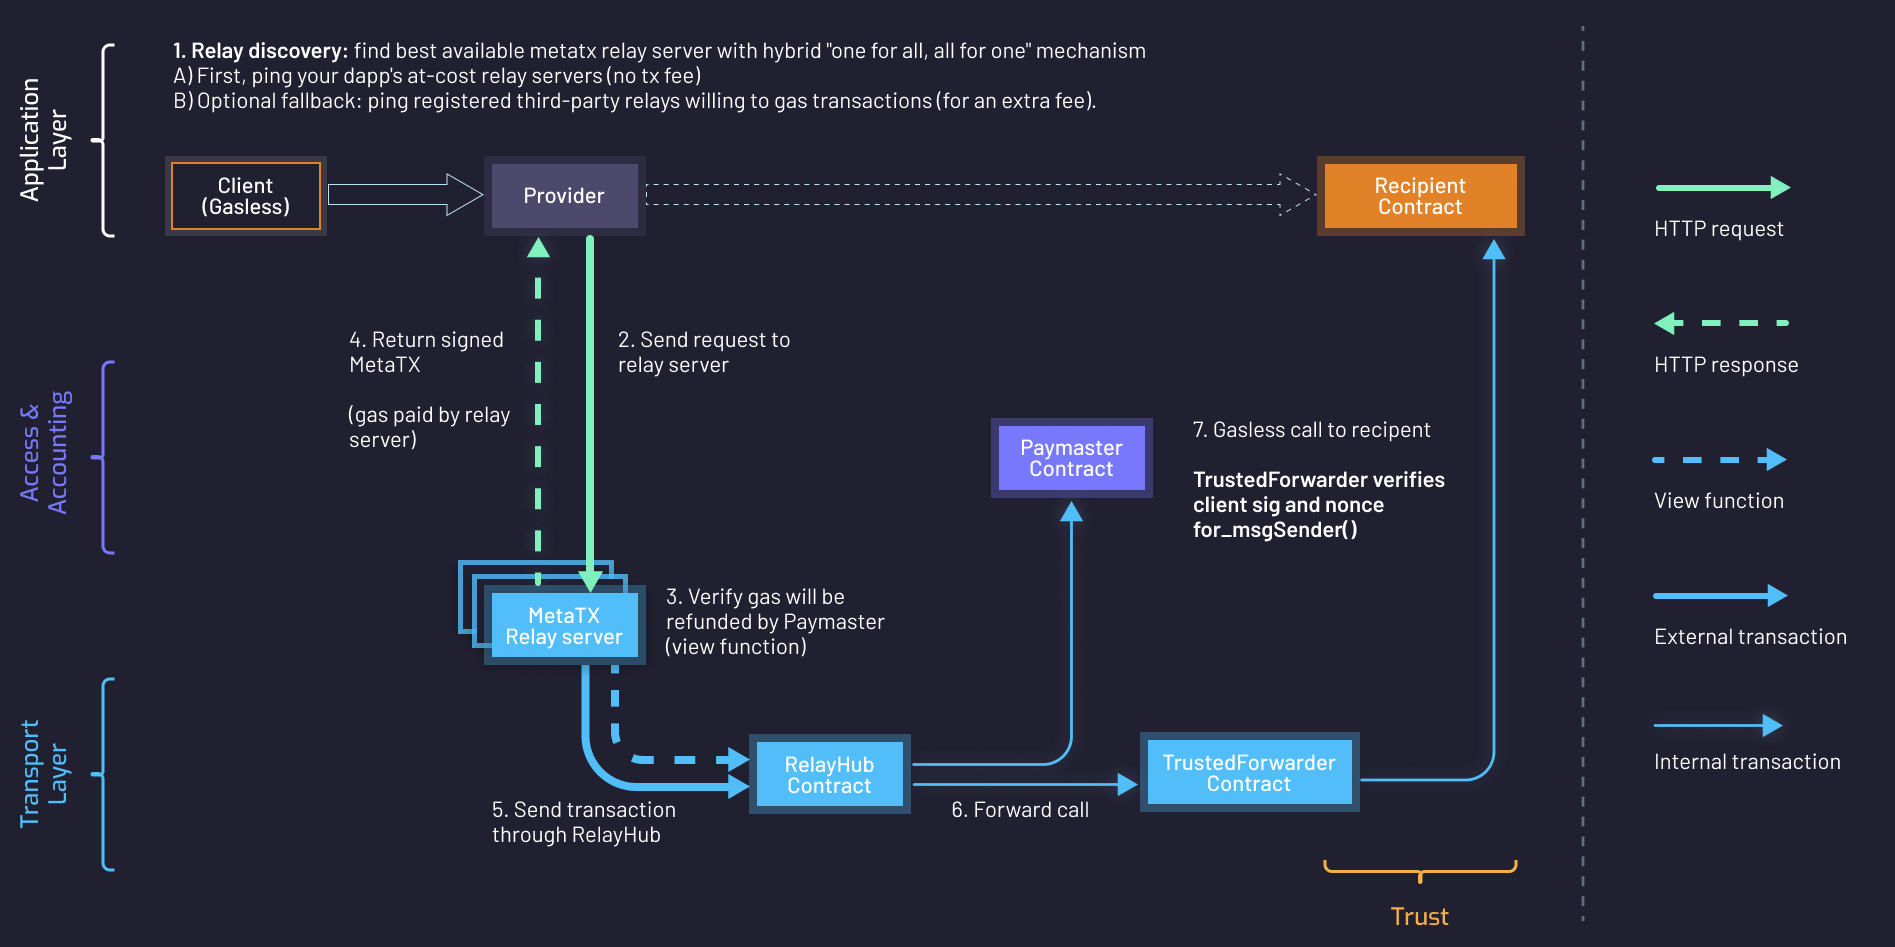 1. Relay discovery: find best available metatx relay server with hybrid "one for all, all for one" mechanism
A) First, ping your dapp's at-cost relay servers (no tx fee)
B) Optional fallback: ping registered third-party relays willing to gas transactions (for an extra fee).
Application
Layer
Client
(Gasless)
Provider
Recipient
Contract
HTTP request
4. Return signed
MetaTX
(gas paid by relay
server)
2. Send request to
relay server
HTTP response
Access &
Accounting
Paymaster
Contract
7. Gasless call to recipent
TrustedForwarder verifies
client sig and nonce
for_msgSender()
View function
MetaTX
Relay server
3. Verify gas will be
refunded by Paymaster
(view function)
External transaction
Transport
Layer
RelayHub
Contract
TrustedForwarder
Contract
Internal transaction
5. Send transaction
through RelayHub
6. Forward call
Trust